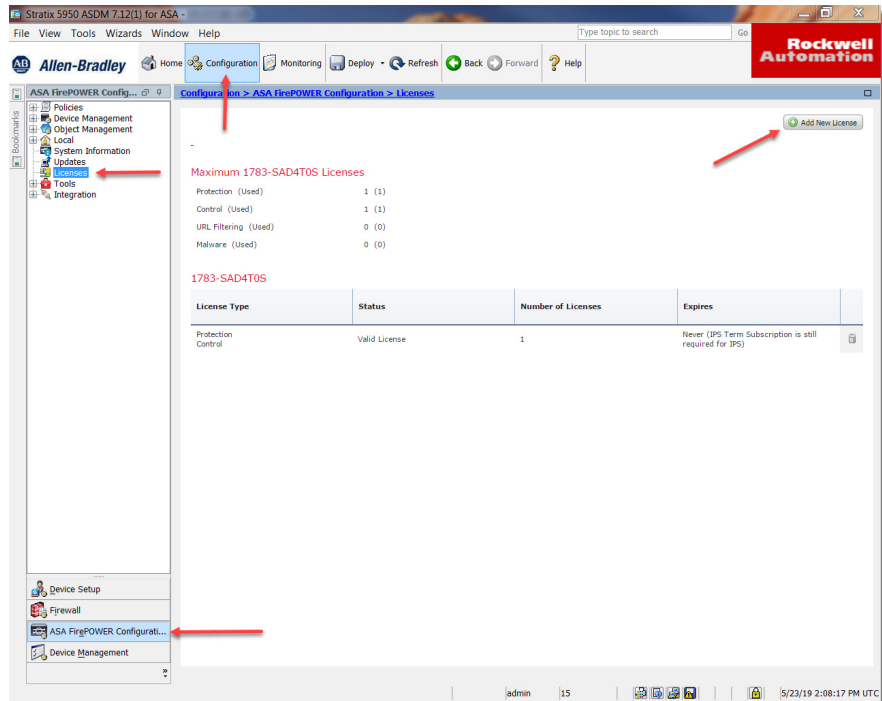 Stratix 5950 ASDM 7.12(1) for ASA -
File View Tools Wizards Window Help
Type topic to search
Go
Rockwell
Automation
AB Allen-Bradley
Home
Configuration
Monitoring
Deploy
Refresh
Back
Forward
Help
ASA FirePOWER Config...
Configuration > ASA FirePOWER Configuration > Licenses
Bookmarks
Policies
Device Management
Object Management
Local
System Information
Updates
Licenses
Tools
Integration
Add New License
-
Maximum 1783-SAD4T0S Licenses
Protection (Used) 1 (1)
Control (Used) 1 (1)
URL Filtering (Used) 0 (0)
Malware (Used) 0 (0)
1783-SAD4T0S
License Type Status Number of Licenses Expires
Protection
Control
Valid License
1
Never (IPS Term Subscription is still
required for IPS)
Device Setup
Firewall
ASA FirePOWER Configurati...
Device Management
»
admin
15
5/23/19 2:08:17 PM UTC